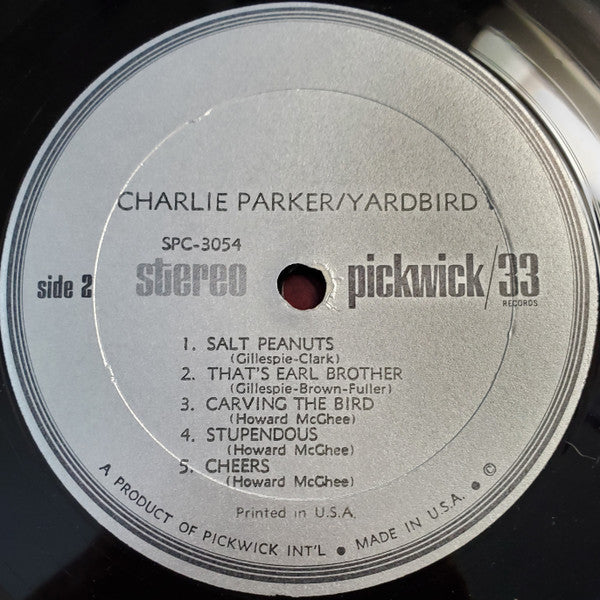 CHARLIE PARKER/YARDBIRD
SPC-3054
side 2 stereo pickwick/33
RECORDS
1. SALT PEANUTS
(Gillespie-Clark)
2. THAT'S EARL BROTHER
(Gillespie-Brown-Fuller)
3. CARVING THE BIRD
(Howard McGhee)
4. STUPENDOUS
(Howard McGhee)
5. CHEERS
(Howard McGhee)
Printed in U.S.A.
A PRODUCT OF PICKWICK INT'L • MADE IN U.S.A. • ©